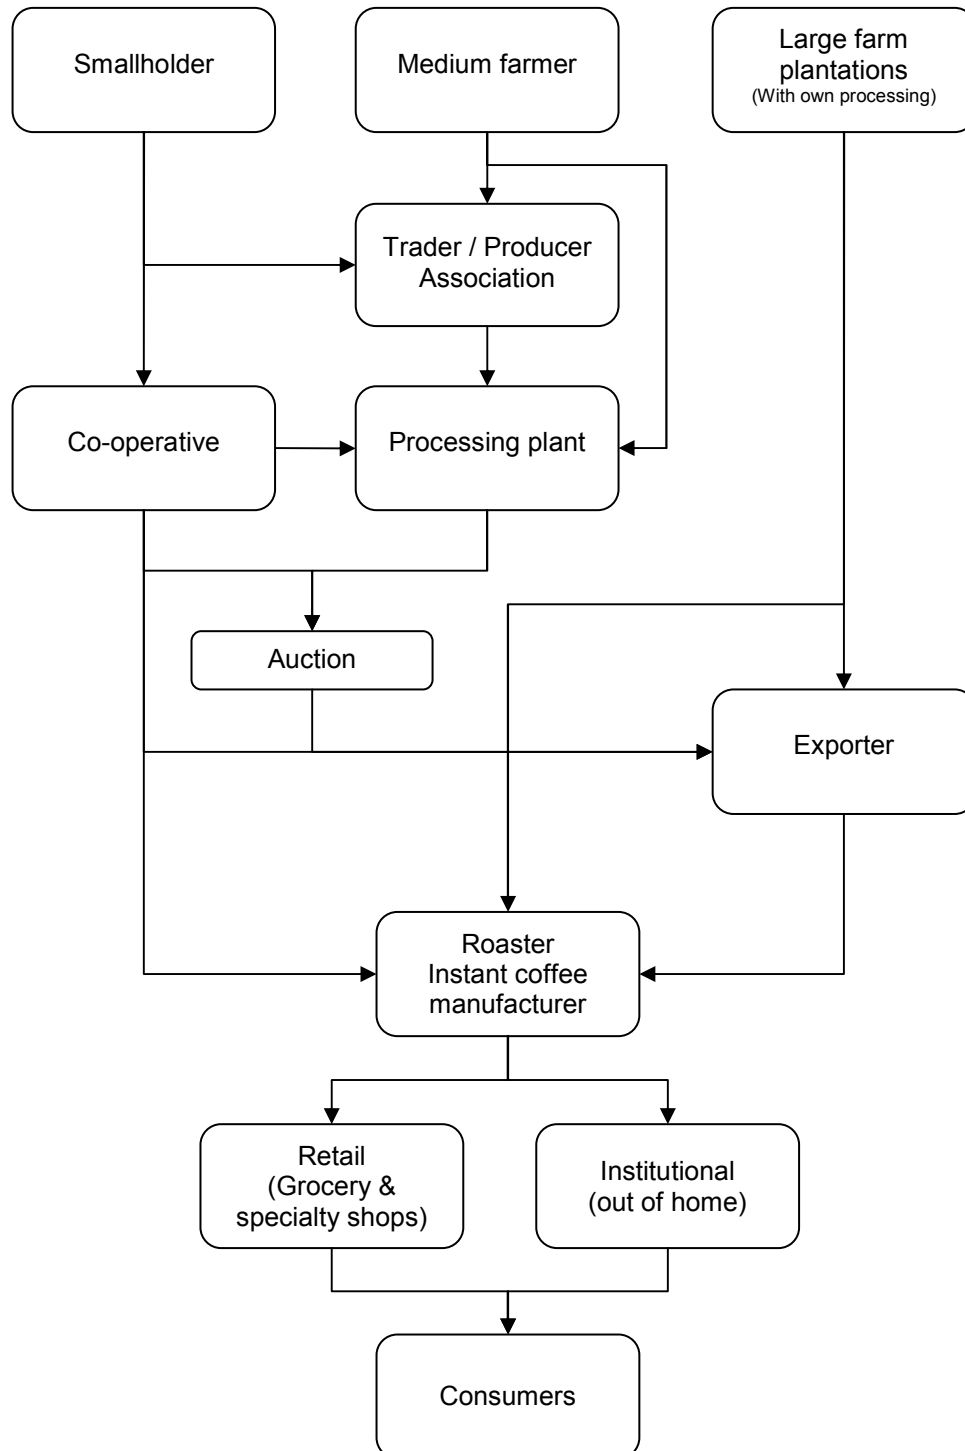 Smallholder
Medium farmer
Large farm
plantations
(With own processing)
Trader / Producer
Association
Co-operative
Processing plant
Auction
Exporter
Roaster
Instant coffee
manufacturer
Retail
(Grocery &
specialty shops)
Institutional
(out of home)
Consumers